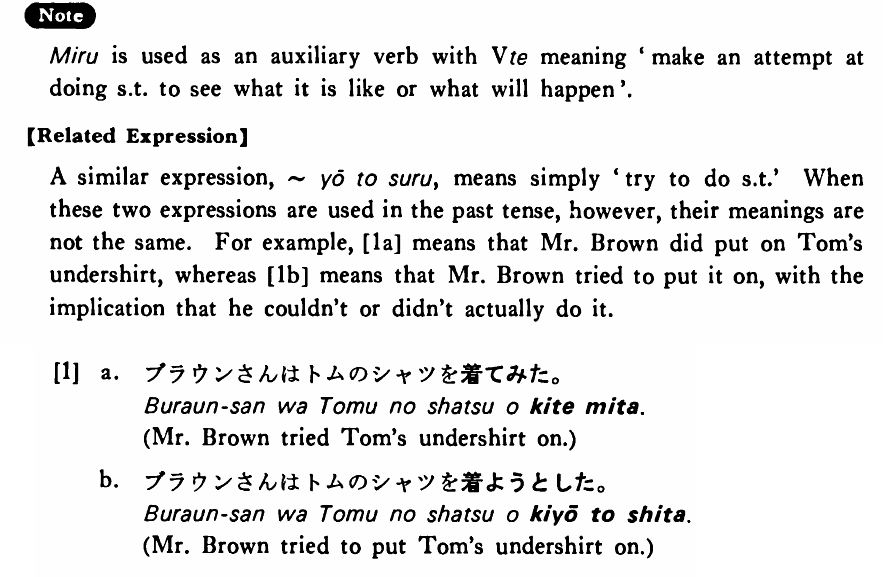 Note
Miru is used as an auxiliary verb with Vte meaning ‘make an attempt at
doing s.t. to see what it is like or what will happen’.
【Related Expression】
A similar expression, ~ yō to suru, means simply ‘try to do s.t.’ When
these two expressions are used in the past tense, however, their meanings are
not the same. For example, [1a] means that Mr. Brown did put on Tom’s
undershirt, whereas [1b] means that Mr. Brown tried to put it on, with the
implication that he couldn’t or didn’t actually do it.
[1] a. ブラウンさんはトムのシャツを着てみた。
Buraun-san wa Tomu no shatsu o kite mita.
(Mr. Brown tried Tom’s undershirt on.)
b. ブラウンさんはトムのシャツを着ようとした。
Buraun-san wa Tomu no shatsu o kiyō to shita.
(Mr. Brown tried to put Tom’s undershirt on.)